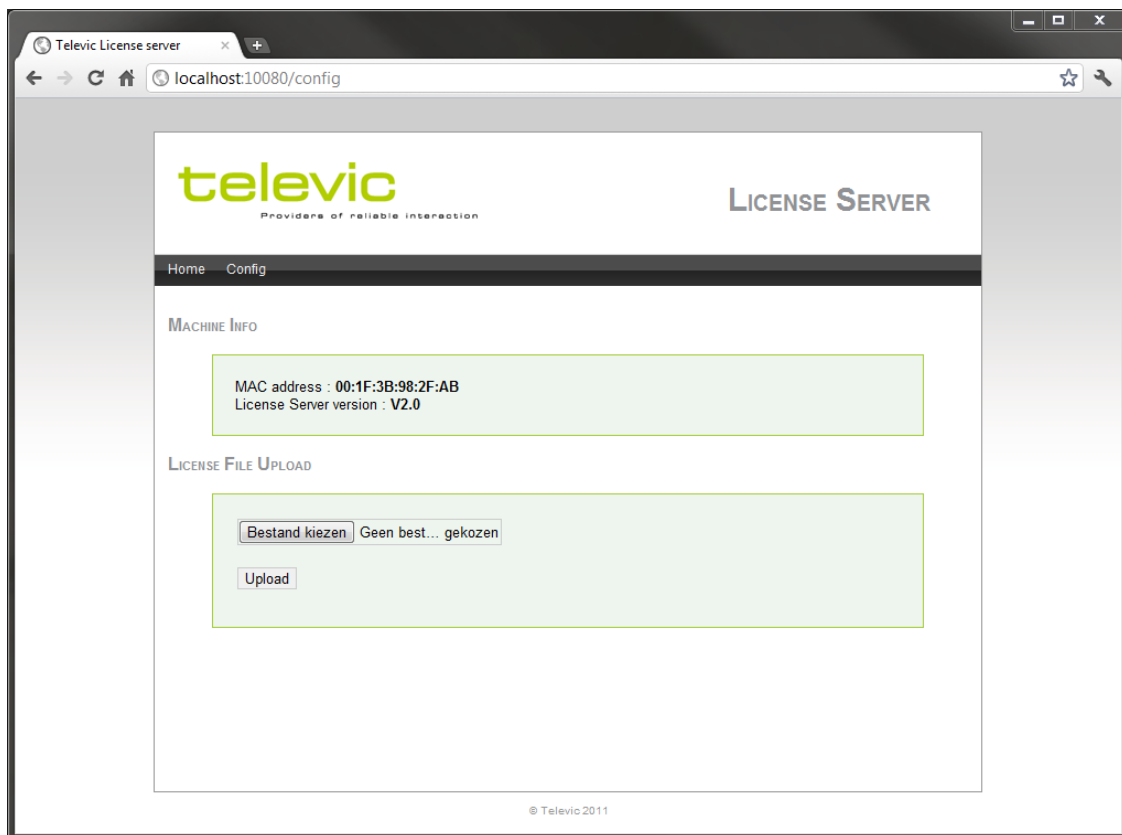 Televic License server
localhost:10080/config
televic
Providers of reliable interaction
License Server
Home Config
Machine Info
MAC address : 00:1F:3B:98:2F:AB
License Server version : V2.0
License File Upload
Bestand kiezen Geen best... gekozen
Upload
© Televic 2011